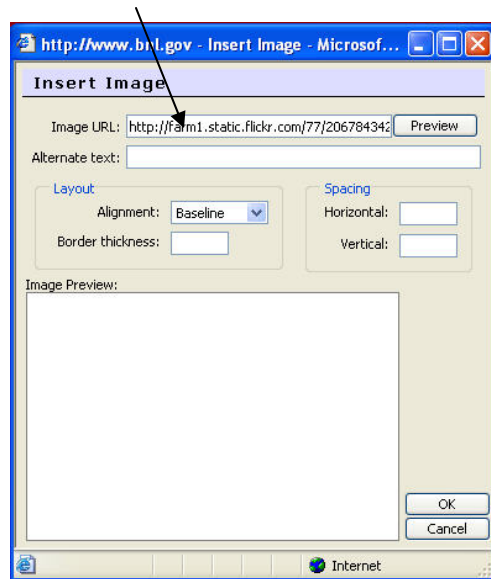 http://www.bnl.gov - Insert Image - Microsof...
Insert Image
Image URL: http://farm1.static.flickr.com/77/206784342 Preview
Alternate text:
Layout Spacing
Alignment: Baseline Horizontal:
Border thickness: Vertical:
Image Preview:
OK
Cancel
Internet